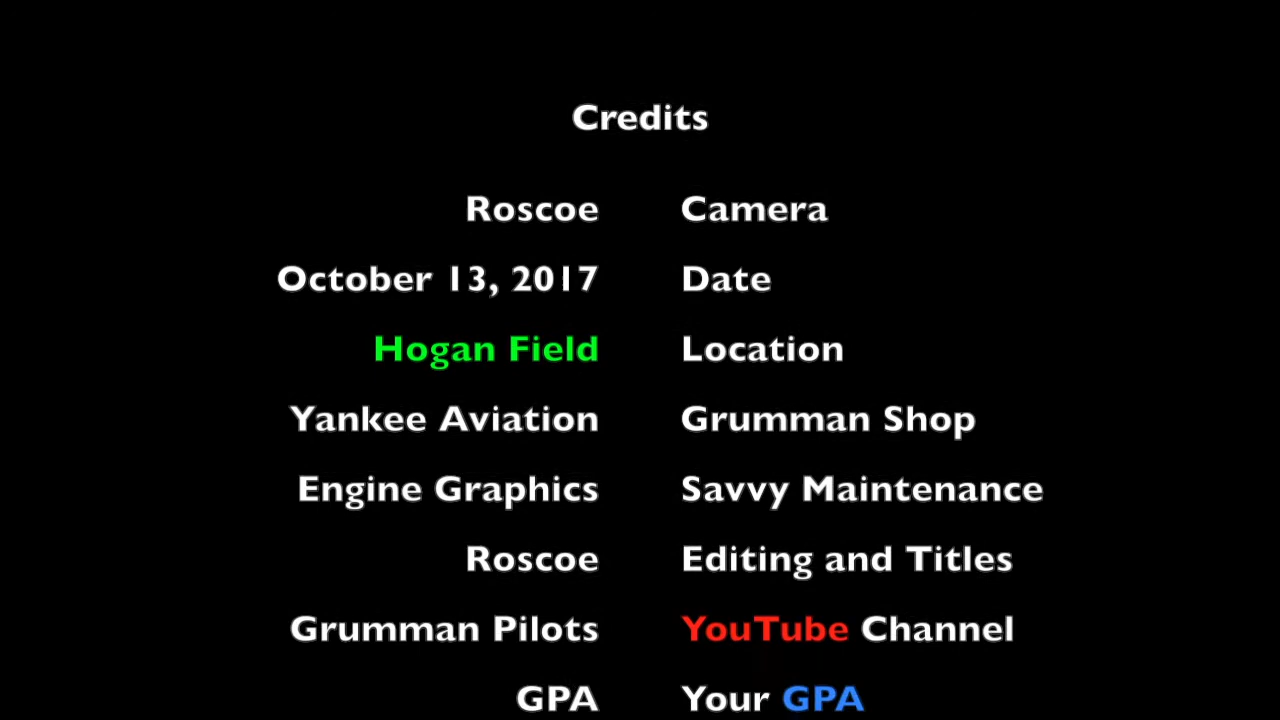 Credits
Roscoe Camera
October 13, 2017 Date
Hogan Field Location
Yankee Aviation Grumman Shop
Engine Graphics Savvy Maintenance
Roscoe Editing and Titles
Grumman Pilots YouTube Channel
GPA Your GPA